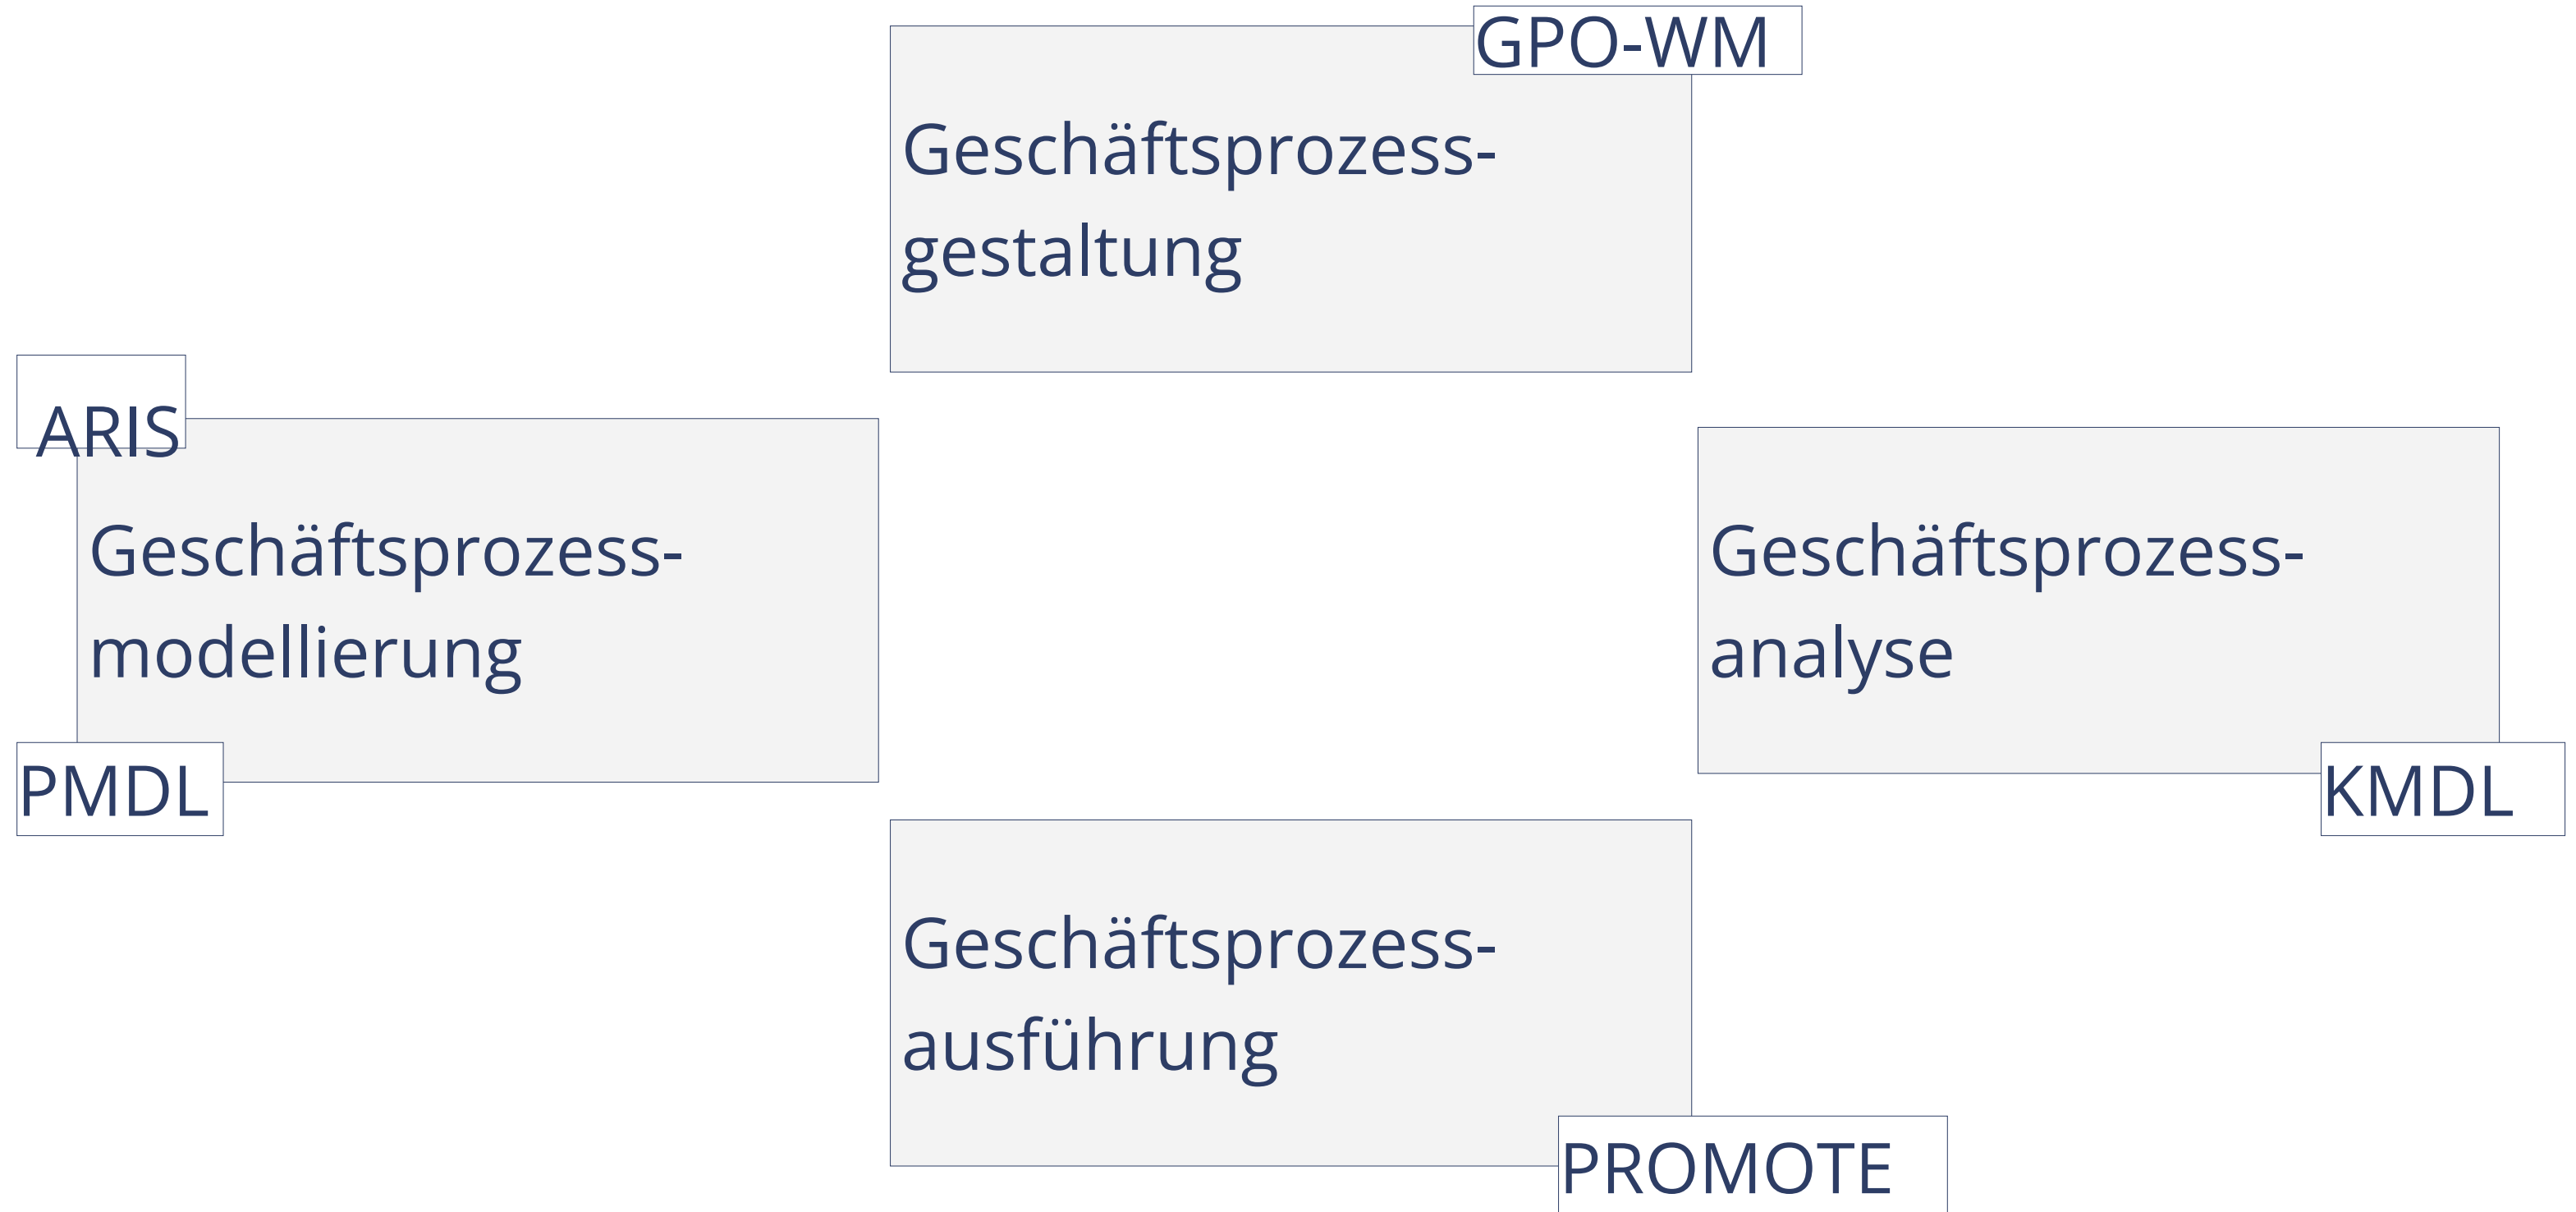 GPO-WM
Geschäftsprozess-
gestaltung
ARIS
Geschäftsprozess-
modellierung
PMDL
Geschäftsprozess-
analyse
KMDL
Geschäftsprozess-
ausführung
PROMOTE